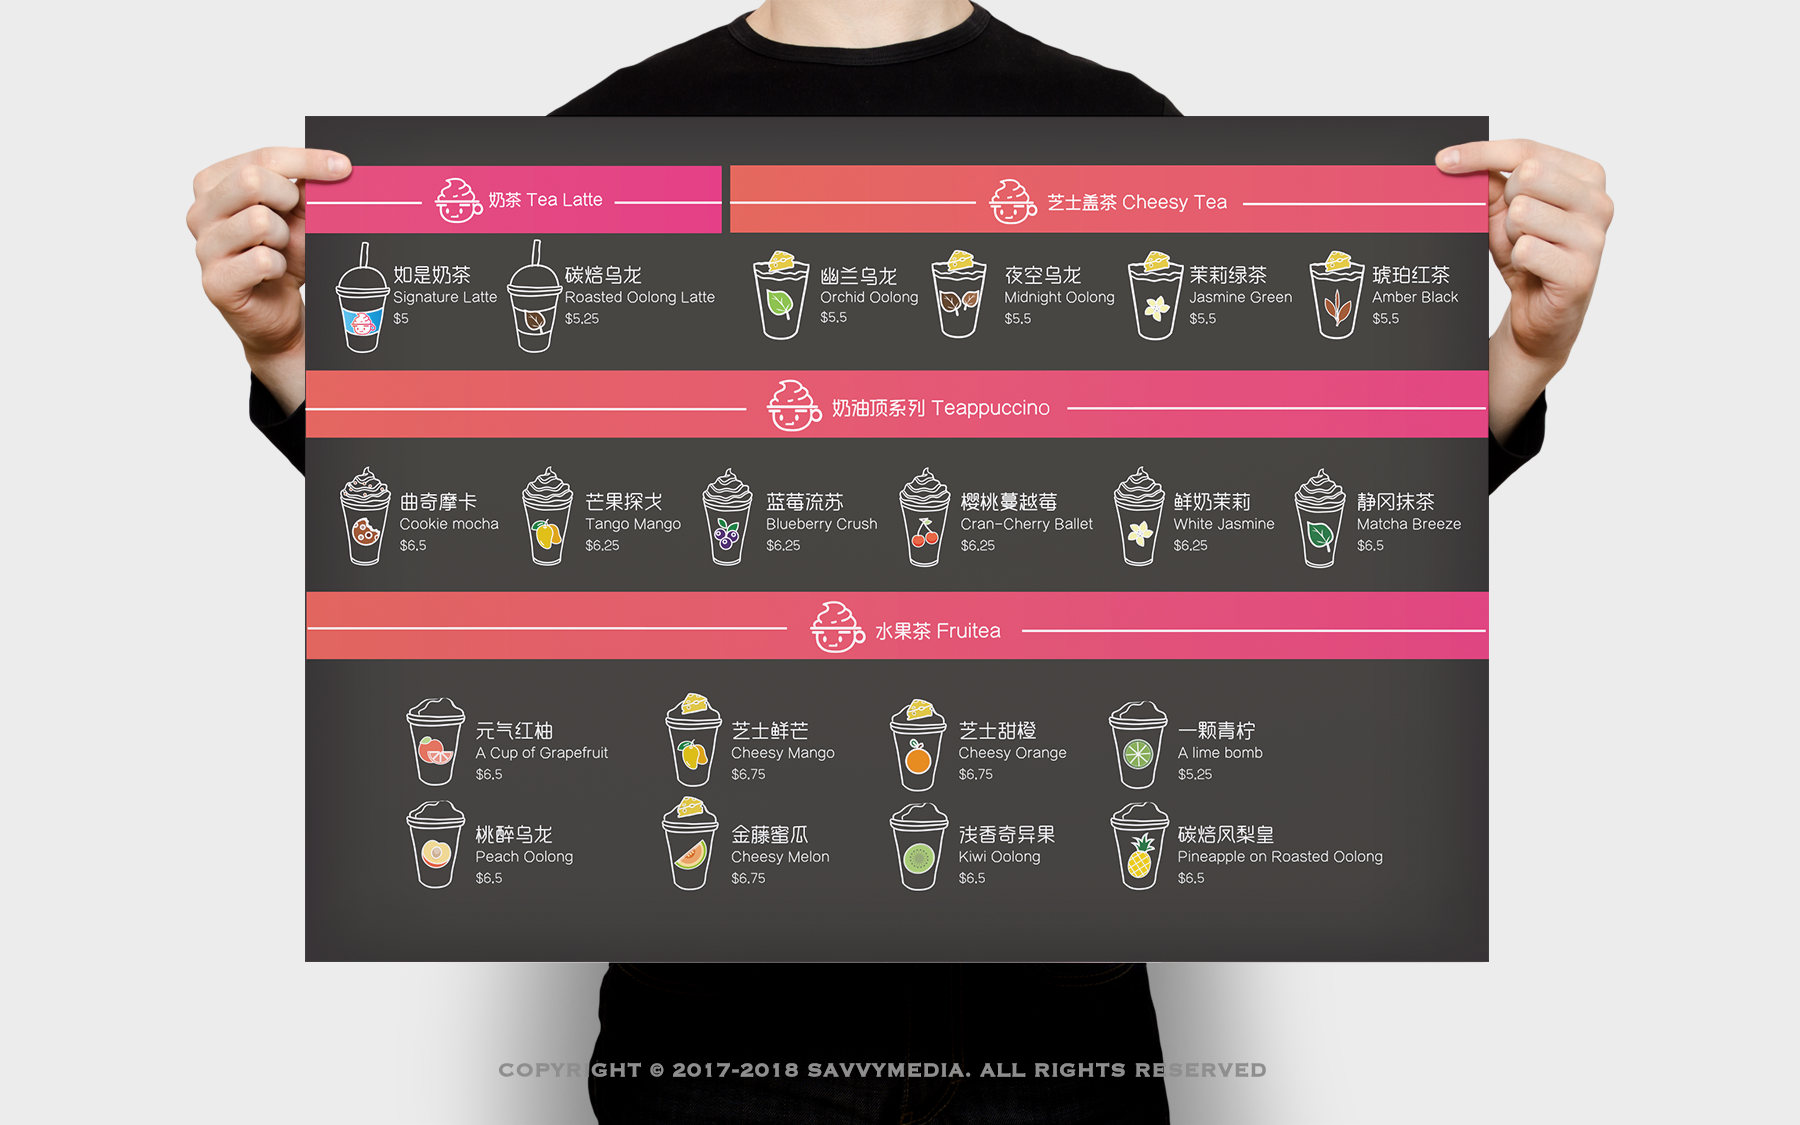 奶茶 Tea Latte
芝士盖茶 Cheesy Tea
如是奶茶
Signature Latte
$5
碳焙乌龙
Roasted Oolong Latte
$5.25
幽兰乌龙
Orchid Oolong
$5.5
夜空乌龙
Midnight Oolong
$5.5
茉莉绿茶
Jasmine Green
$5.5
琥珀红茶
Amber Black
$5.5
奶油顶系列 Teappuccino
曲奇摩卡
Cookie mocha
$6.5
芒果探戈
Tango Mango
$6.25
蓝莓流苏
Blueberry Crush
$6.25
樱桃蔓越莓
Cran-Cherry Ballet
$6.25
鲜奶茉莉
White Jasmine
$6.25
静冈抹茶
Matcha Breeze
$6.5
水果茶 Fruitea
元气红柚
A Cup of Grapefruit
$6.5
芝士鲜芒
Cheesy Mango
$6.75
芝士甜橙
Cheesy Orange
$6.75
一颗青柠
A lime bomb
$5.25
桃醉乌龙
Peach Oolong
$6.5
金藤蜜瓜
Cheesy Melon
$6.75
浅香奇异果
Kiwi Oolong
$6.5
碳焙凤梨皇
Pineapple on Roasted Oolong
$6.5
COPYRIGHT © 2017-2018 SAVVYMEDIA. ALL RIGHTS RESERVED